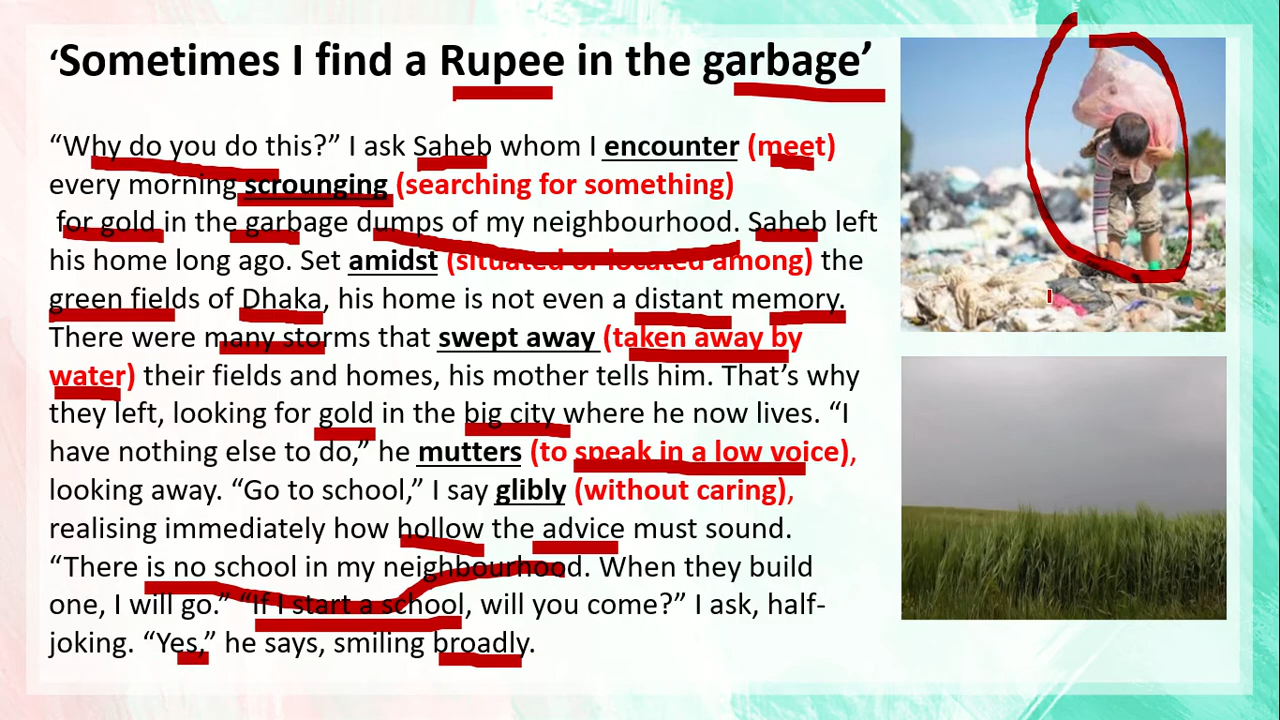 ‘Sometimes I find a Rupee in the garbage’
“Why do you do this?” I ask Saheb whom I encounter (meet)
every morning scrounging (searching for something)
for gold in the garbage dumps of my neighbourhood. Saheb left
his home long ago. Set amidst (situated or located among) the
green fields of Dhaka, his home is not even a distant memory.
There were many storms that swept away (taken away by
water) their fields and homes, his mother tells him. That’s why
they left, looking for gold in the big city where he now lives. “I
have nothing else to do,” he mutters (to speak in a low voice),
looking away. “Go to school,” I say glibly (without caring),
realising immediately how hollow the advice must sound.
“There is no school in my neighbourhood. When they build
one, I will go.” “If I start a school, will you come?” I ask, half-
joking. “Yes,” he says, smiling broadly.